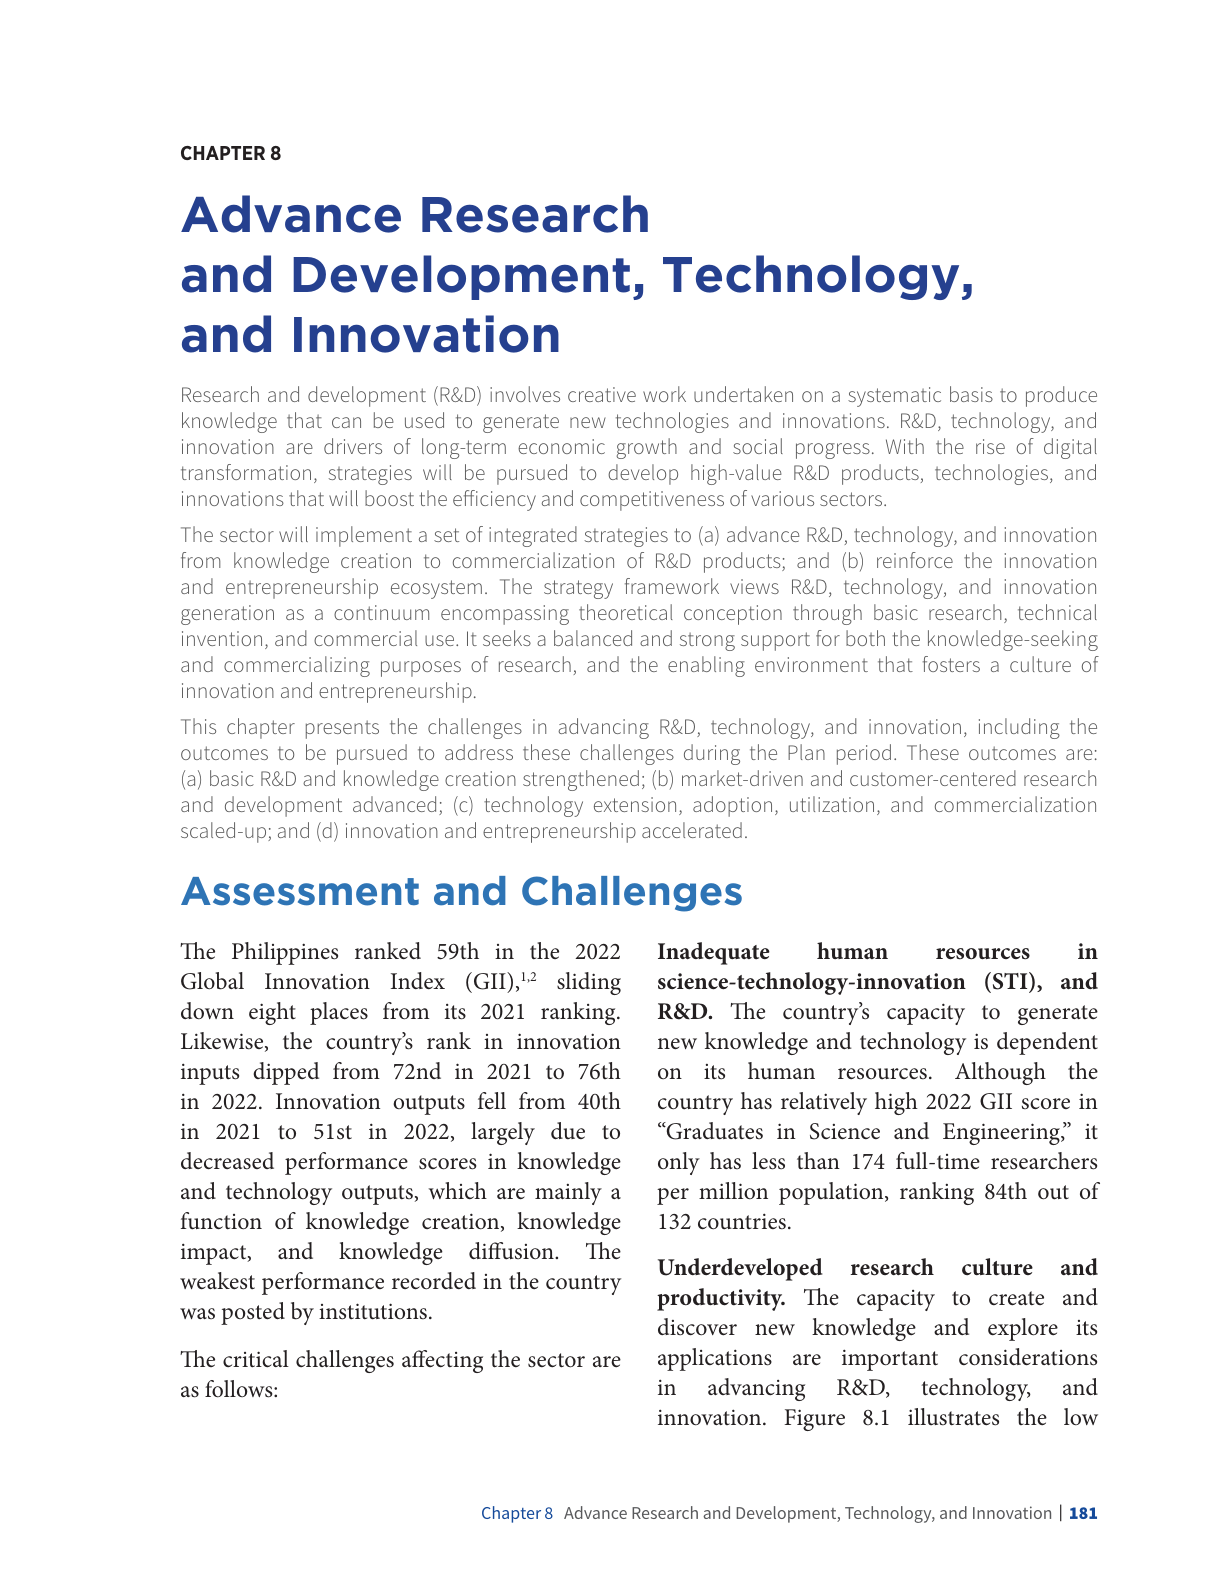 CHAPTER 8
Advance Research
and Development, Technology,
and Innovation
Research and development (R&D) involves creative work undertaken on a systematic basis to produce
knowledge that can be used to generate new technologies and innovations. R&D, technology, and
innovation are drivers of long-term economic growth and social progress. With the rise of digital
transformation, strategies will be pursued to develop high-value R&D products, technologies, and
innovations that will boost the efficiency and competitiveness of various sectors.
The sector will implement a set of integrated strategies to (a) advance R&D, technology, and innovation
from knowledge creation to commercialization of R&D products; and (b) reinforce the innovation
and entrepreneurship ecosystem. The strategy framework views R&D, technology, and innovation
generation as a continuum encompassing theoretical conception through basic research, technical
invention, and commercial use. It seeks a balanced and strong support for both the knowledge-seeking
and commercializing purposes of research, and the enabling environment that fosters a culture of
innovation and entrepreneurship.
This chapter presents the challenges in advancing R&D, technology, and innovation, including the
outcomes to be pursued to address these challenges during the Plan period. These outcomes are:
(a) basic R&D and knowledge creation strengthened; (b) market-driven and customer-centered research
and development advanced; (c) technology extension, adoption, utilization, and commercialization
scaled-up; and (d) innovation and entrepreneurship accelerated.
Assessment and Challenges
The Philippines ranked 59th in the 2022
Global Innovation Index (GII),1,2 sliding
down eight places from its 2021 ranking.
Likewise, the country’s rank in innovation
inputs dipped from 72nd in 2021 to 76th
in 2022. Innovation outputs fell from 40th
in 2021 to 51st in 2022, largely due to
decreased performance scores in knowledge
and technology outputs, which are mainly a
function of knowledge creation, knowledge
impact, and knowledge diffusion. The
weakest performance recorded in the country
was posted by institutions.
The critical challenges affecting the sector are
as follows:
Inadequate human resources in
science-technology-innovation (STI), and
R&D. The country’s capacity to generate
new knowledge and technology is dependent
on its human resources. Although the
country has relatively high 2022 GII score in
“Graduates in Science and Engineering,” it
only has less than 174 full-time researchers
per million population, ranking 84th out of
132 countries.
Underdeveloped research culture and
productivity. The capacity to create and
discover new knowledge and explore its
applications are important considerations
in advancing R&D, technology, and
innovation. Figure 8.1 illustrates the low
Chapter 8 Advance Research and Development, Technology, and Innovation | 181